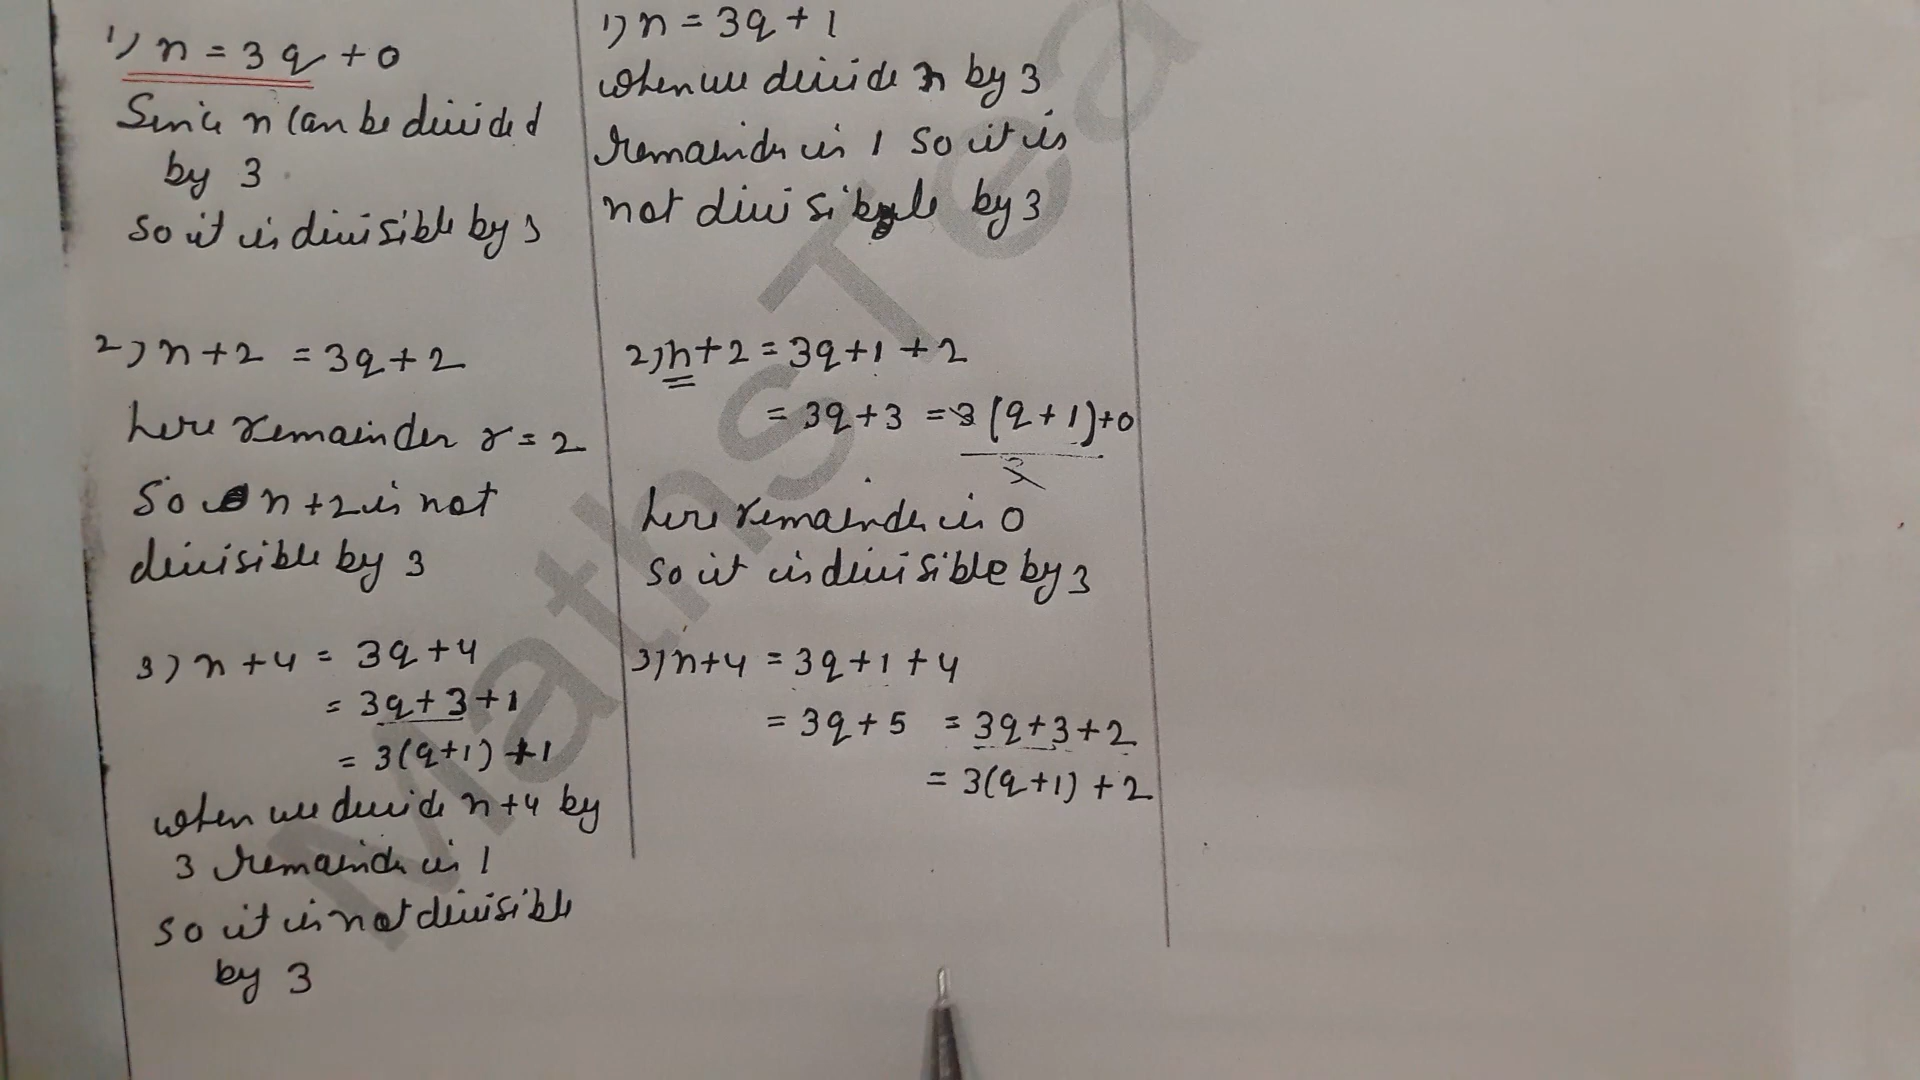 1) n = 3q + 0
Since n can be divided
by 3
so it is divisible by 3
2) n + 2 = 3q + 2
here remainder r = 2
So n + 2 is not
divisible by 3
3) n + 4 = 3q + 4
= 3q + 3 + 1
= 3(q+1) + 1
when we divide n + 4 by
3 remainder is 1
so it is not divisible
by 3
1) n = 3q + 1
when we divide n by 3
remainder is 1 so it is
not divisible by 3
2) n + 2 = 3q + 1 + 2
= 3q + 3 = 3(q + 1) + 0
3
here remainder is 0
so it is divisible by 3
3) n + 4 = 3q + 1 + 4
= 3q + 5 = 3q + 3 + 2
= 3(q + 1) + 2
Maths Tea